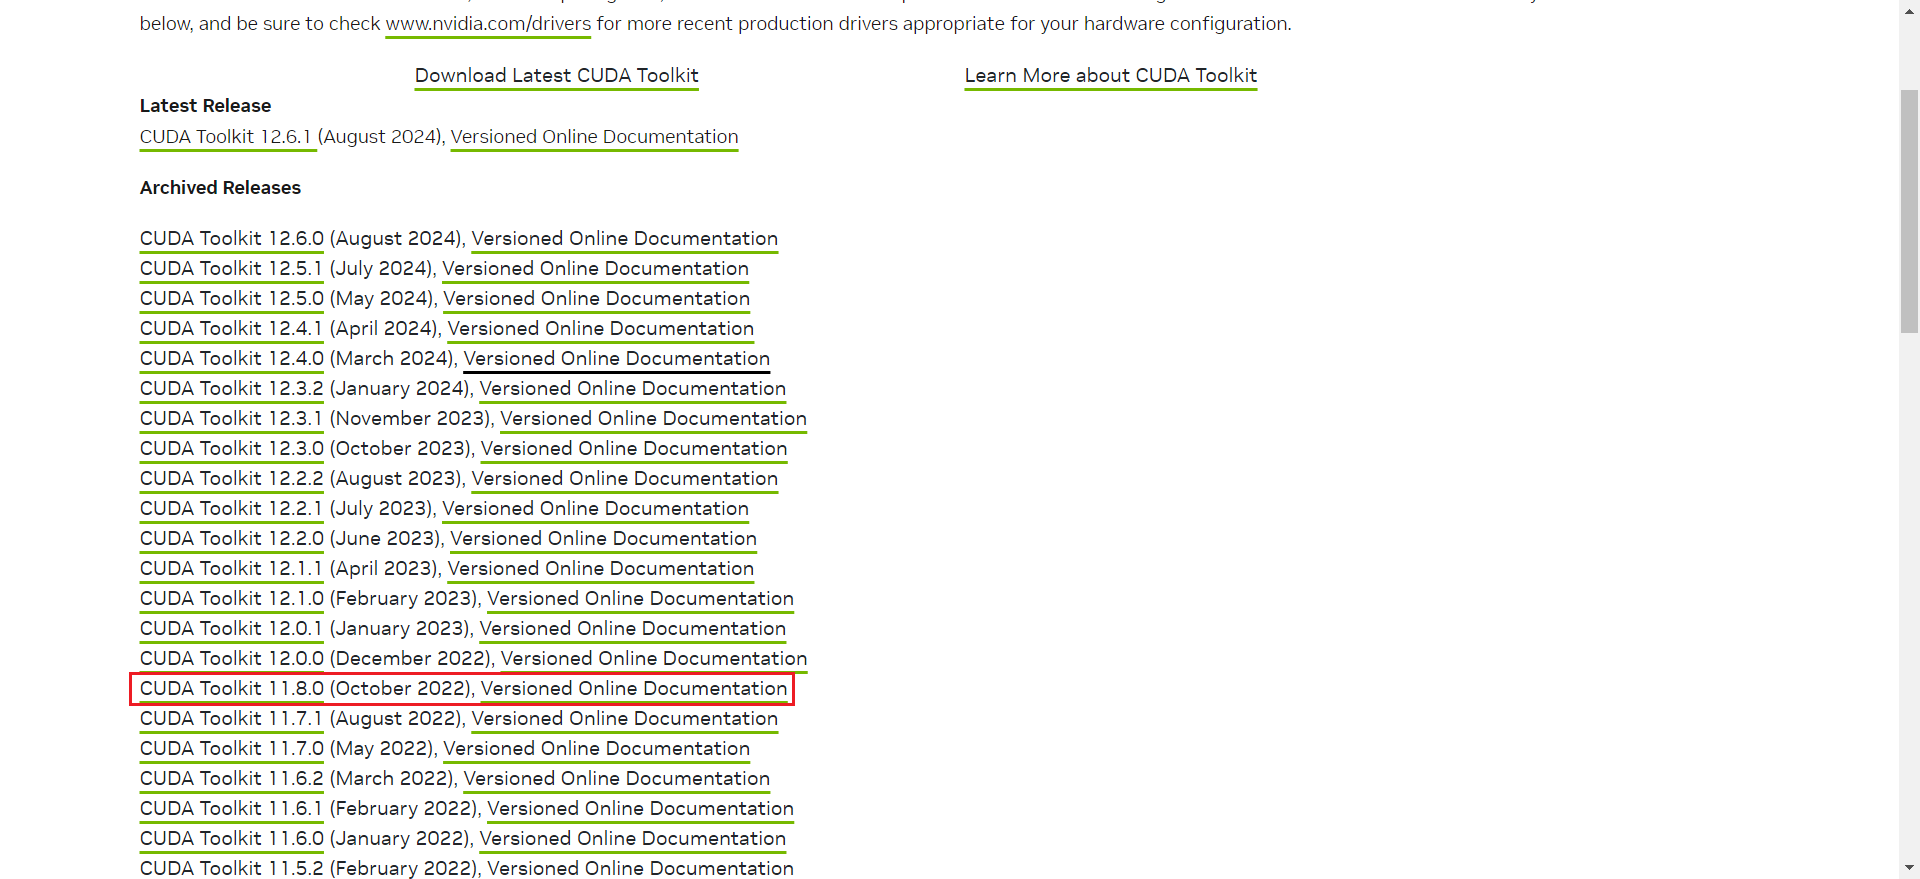 below, and be sure to check www.nvidia.com/drivers for more recent production drivers appropriate for your hardware configuration.
Download Latest CUDA Toolkit Learn More about CUDA Toolkit
Latest Release
CUDA Toolkit 12.6.1 (August 2024), Versioned Online Documentation
Archived Releases
CUDA Toolkit 12.6.0 (August 2024), Versioned Online Documentation
CUDA Toolkit 12.5.1 (July 2024), Versioned Online Documentation
CUDA Toolkit 12.5.0 (May 2024), Versioned Online Documentation
CUDA Toolkit 12.4.1 (April 2024), Versioned Online Documentation
CUDA Toolkit 12.4.0 (March 2024), Versioned Online Documentation
CUDA Toolkit 12.3.2 (January 2024), Versioned Online Documentation
CUDA Toolkit 12.3.1 (November 2023), Versioned Online Documentation
CUDA Toolkit 12.3.0 (October 2023), Versioned Online Documentation
CUDA Toolkit 12.2.2 (August 2023), Versioned Online Documentation
CUDA Toolkit 12.2.1 (July 2023), Versioned Online Documentation
CUDA Toolkit 12.2.0 (June 2023), Versioned Online Documentation
CUDA Toolkit 12.1.1 (April 2023), Versioned Online Documentation
CUDA Toolkit 12.1.0 (February 2023), Versioned Online Documentation
CUDA Toolkit 12.0.1 (January 2023), Versioned Online Documentation
CUDA Toolkit 12.0.0 (December 2022), Versioned Online Documentation
CUDA Toolkit 11.8.0 (October 2022), Versioned Online Documentation
CUDA Toolkit 11.7.1 (August 2022), Versioned Online Documentation
CUDA Toolkit 11.7.0 (May 2022), Versioned Online Documentation
CUDA Toolkit 11.6.2 (March 2022), Versioned Online Documentation
CUDA Toolkit 11.6.1 (February 2022), Versioned Online Documentation
CUDA Toolkit 11.6.0 (January 2022), Versioned Online Documentation
CUDA Toolkit 11.5.2 (February 2022), Versioned Online Documentation